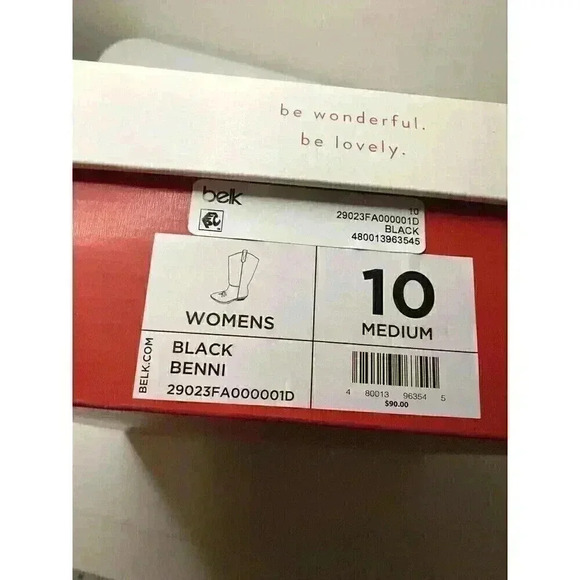 be wonderful.
be lovely.
belk
10
29023FA000001D
BLACK
480013963545
WOMENS
10
MEDIUM
BELK.COM
BLACK
BENNI
29023FA000001D
4 80013 96354 5
$90.00